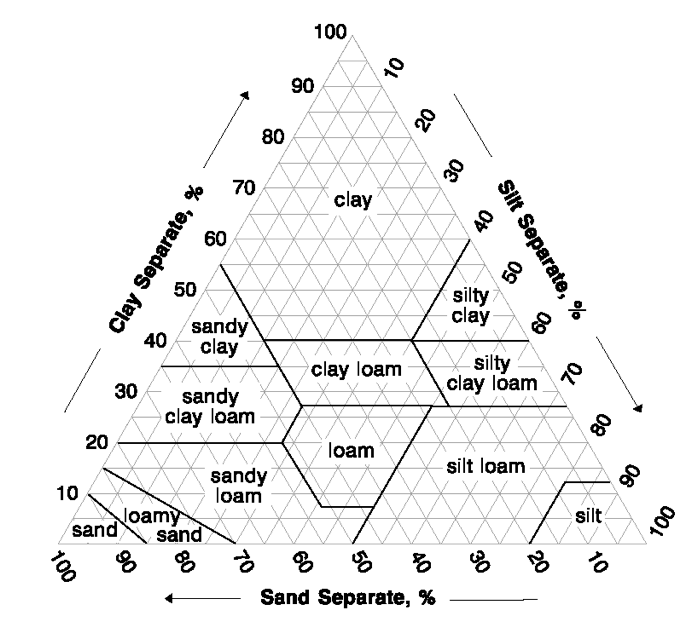 100
10
90
20
80
30
70
clay
40
60
50
50
silty
clay
60
sandy
clay
40
clay loam
silty
clay loam
70
30
sandy
clay loam
80
20
loam
silt loam
90
sandy
loam
10
100
loamy
sand
sand
silt
100
90
80
70
60
50
40
30
20
10
Clay Separate, %
Silt Separate, %
Sand Separate, %